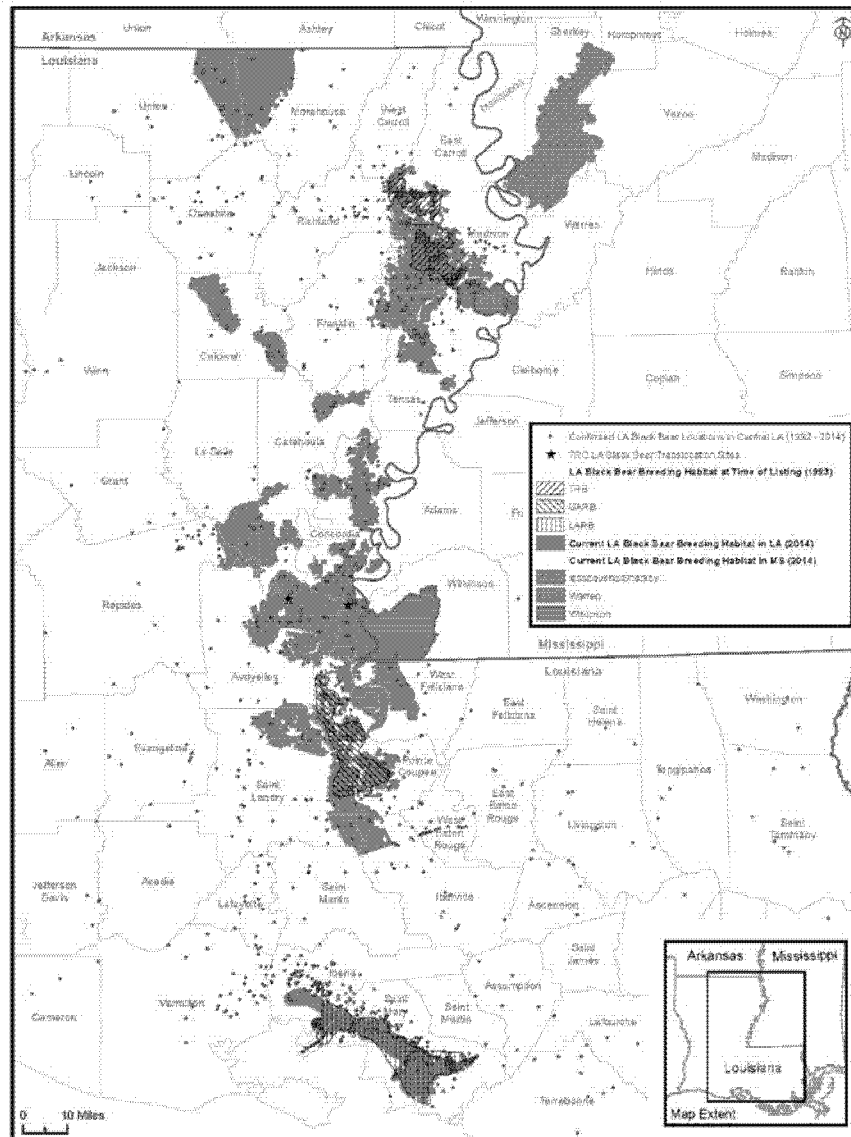 Union
Ashley
Chicot
Washington
Sharkey
Humphreys
Holmes
Arkansas
Louisiana
N
Union
Morehouse
West
Carroll
East
Carroll
Issaquena
Yazoo
Madison
Lincoln
Ouachita
Richland
Madison
Warren
Jackson
Hinds
Rankin
Franklin
Caldwell
Winn
Claiborne
Copiah
Simpson
Tensas
Jefferson
La Salle
Catahoula
Grant
Adams
Concordia
Wilkinson
Rapides
Confirmed LA Black Bear Locations in Central LA (1992 - 2014)
TRC LA Black Bear Translocation Sites
LA Black Bear Breeding Habitat at Time of Listing (1992)
TRB
UARB
LARB
Current LA Black Bear Breeding Habitat in LA (2014)
Current LA Black Bear Breeding Habitat in MS (2014)
Warren
Wilkinson
Mississippi
Louisiana
Avoyelles
West
Feliciana
East
Feliciana
Saint
Helena
Washington
Allen
Evangeline
Pointe
Coupee
Tangipahoa
Saint
Landry
East
Baton
Rouge
West
Baton
Rouge
Livingston
Saint
Tammany
Jefferson
Davis
Acadia
Lafayette
Saint
Martin
Iberville
Ascension
Saint
James
Iberia
Assumption
Vermilion
Saint
Mary
Saint
Martin
Cameron
Lafourche
Terrebonne
0 10 Miles
Arkansas
Mississippi
Louisiana
Map Extent